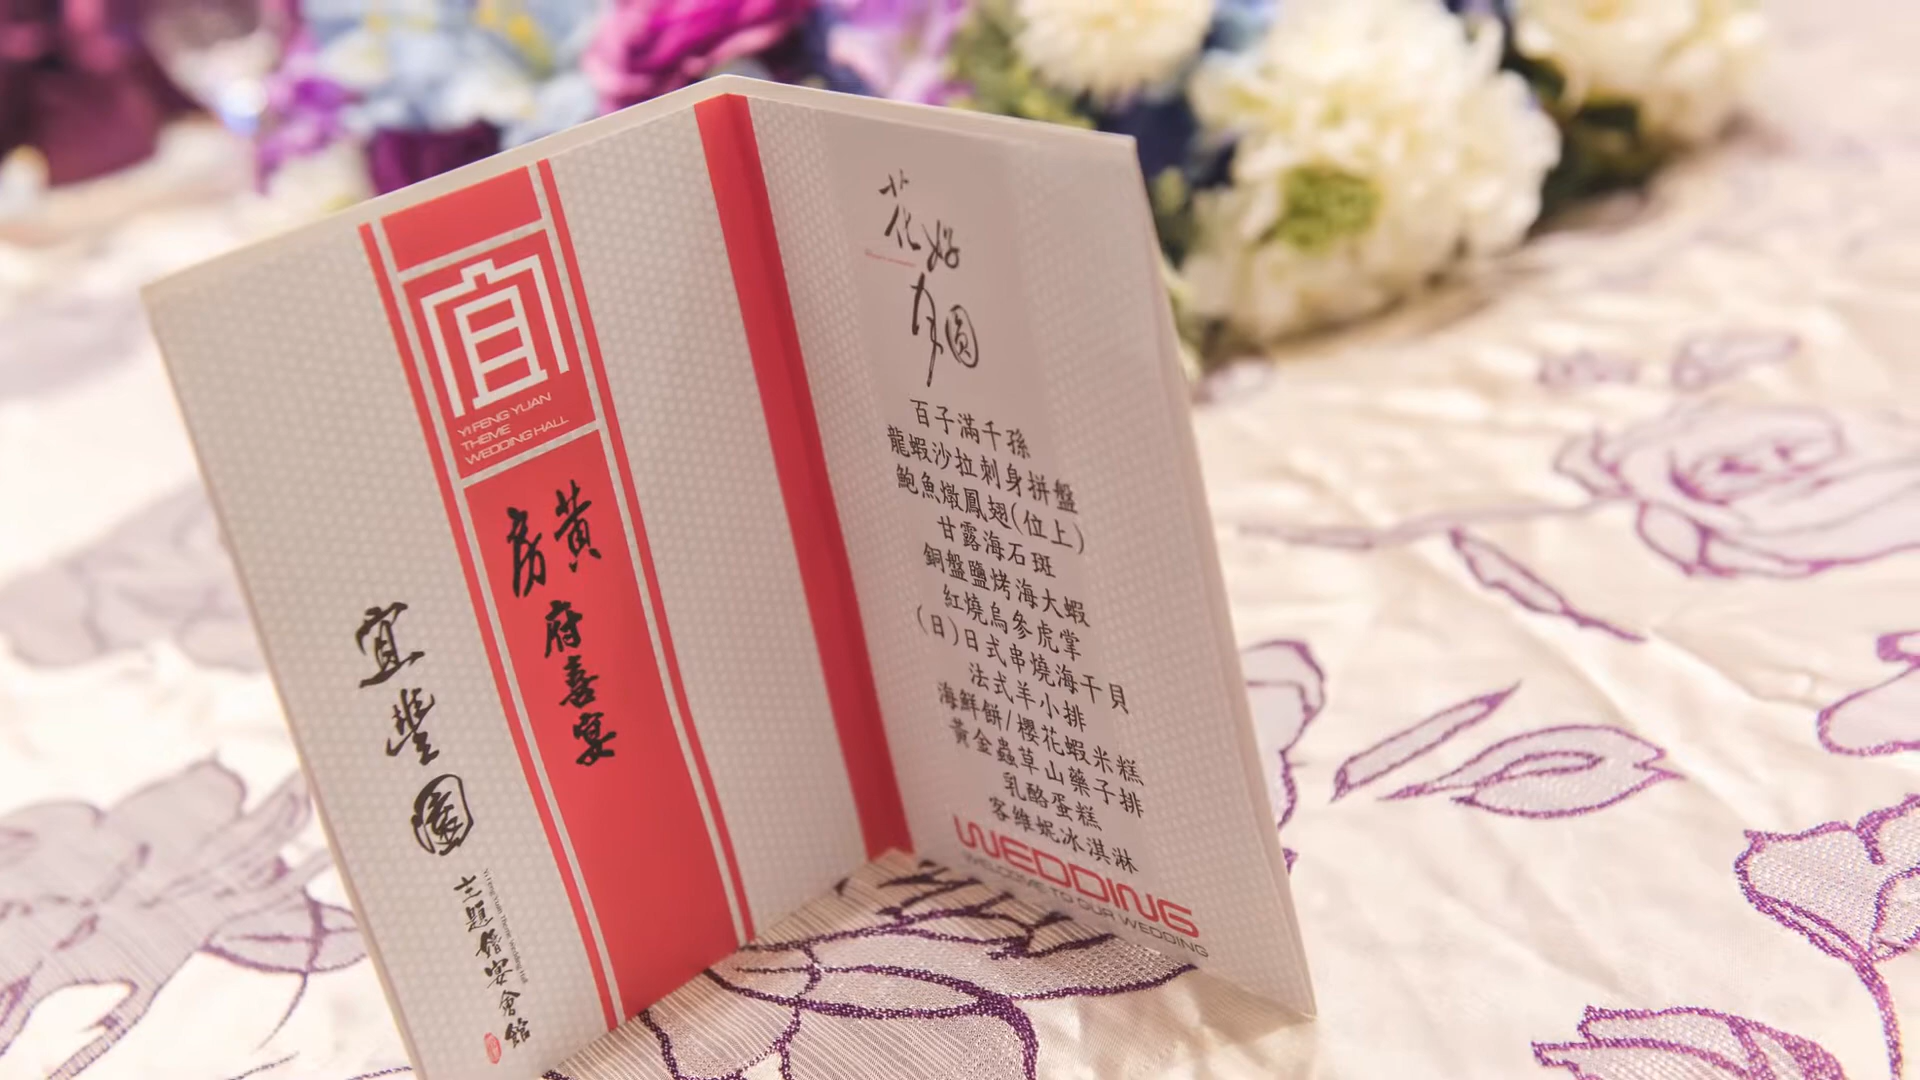 宜
YI FENG YUAN
THEME
WEDDING HALL
黃
房
府喜宴
宜豐園
主題婚宴會館
花好
月圓
百子滿千孫
龍蝦沙拉刺身拼盤
鮑魚燉鳳翅(位上)
甘露海石斑
銅盤鹽烤海大蝦
紅燒烏參虎掌
(日)日式串燒海干貝
法式羊小排
海鮮餅/櫻花蝦米糕
黃金蟲草山藥子排
乳酪蛋糕
客維妮冰淇淋
WEDDING
WELCOME TO OUR WEDDING